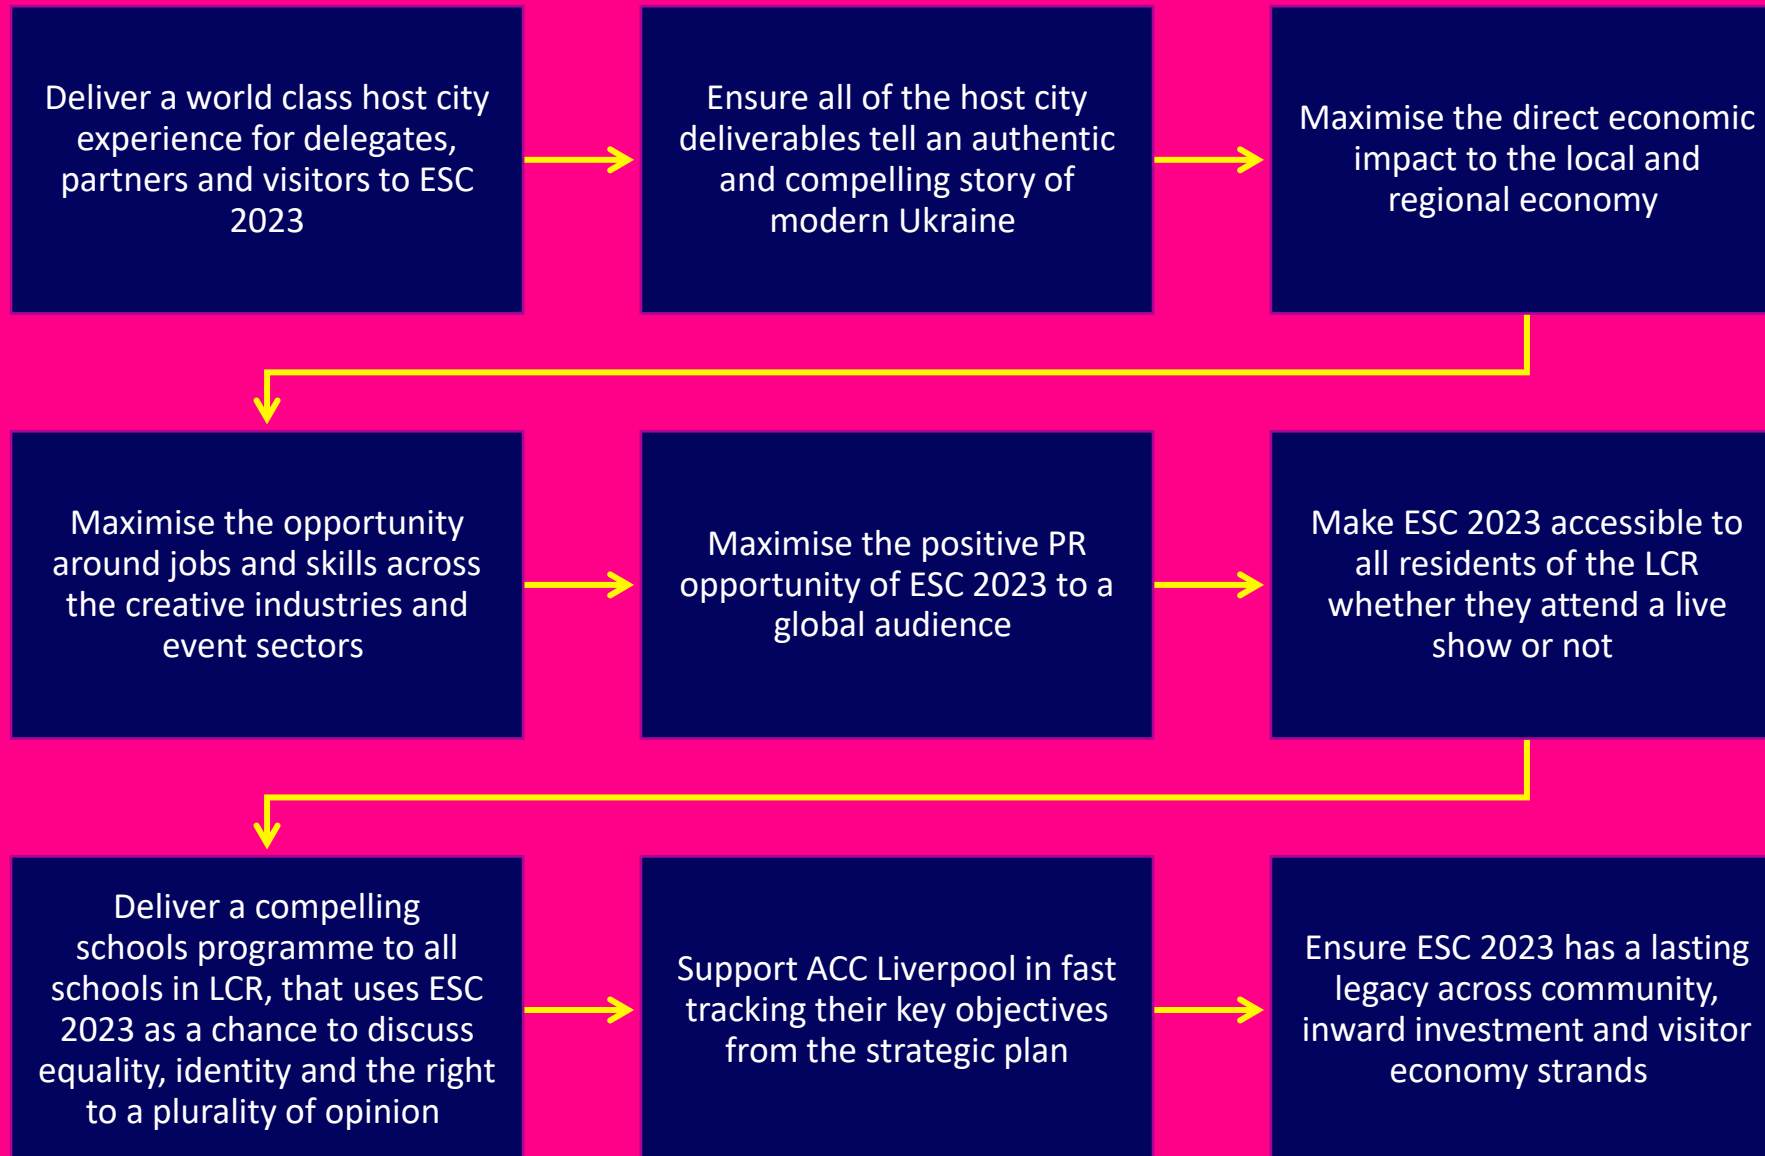 Deliver a world class host city
experience for delegates,
partners and visitors to ESC
2023
Ensure all of the host city
deliverables tell an authentic
and compelling story of
modern Ukraine
Maximise the direct economic
impact to the local and
regional economy
Maximise the opportunity
around jobs and skills across
the creative industries and
event sectors
Maximise the positive PR
opportunity of ESC 2023 to a
global audience
Make ESC 2023 accessible to
all residents of the LCR
whether they attend a live
show or not
Deliver a compelling
schools programme to all
schools in LCR, that uses ESC
2023 as a chance to discuss
equality, identity and the right
to a plurality of opinion
Support ACC Liverpool in fast
tracking their key objectives
from the strategic plan
Ensure ESC 2023 has a lasting
legacy across community,
inward investment and visitor
economy strands